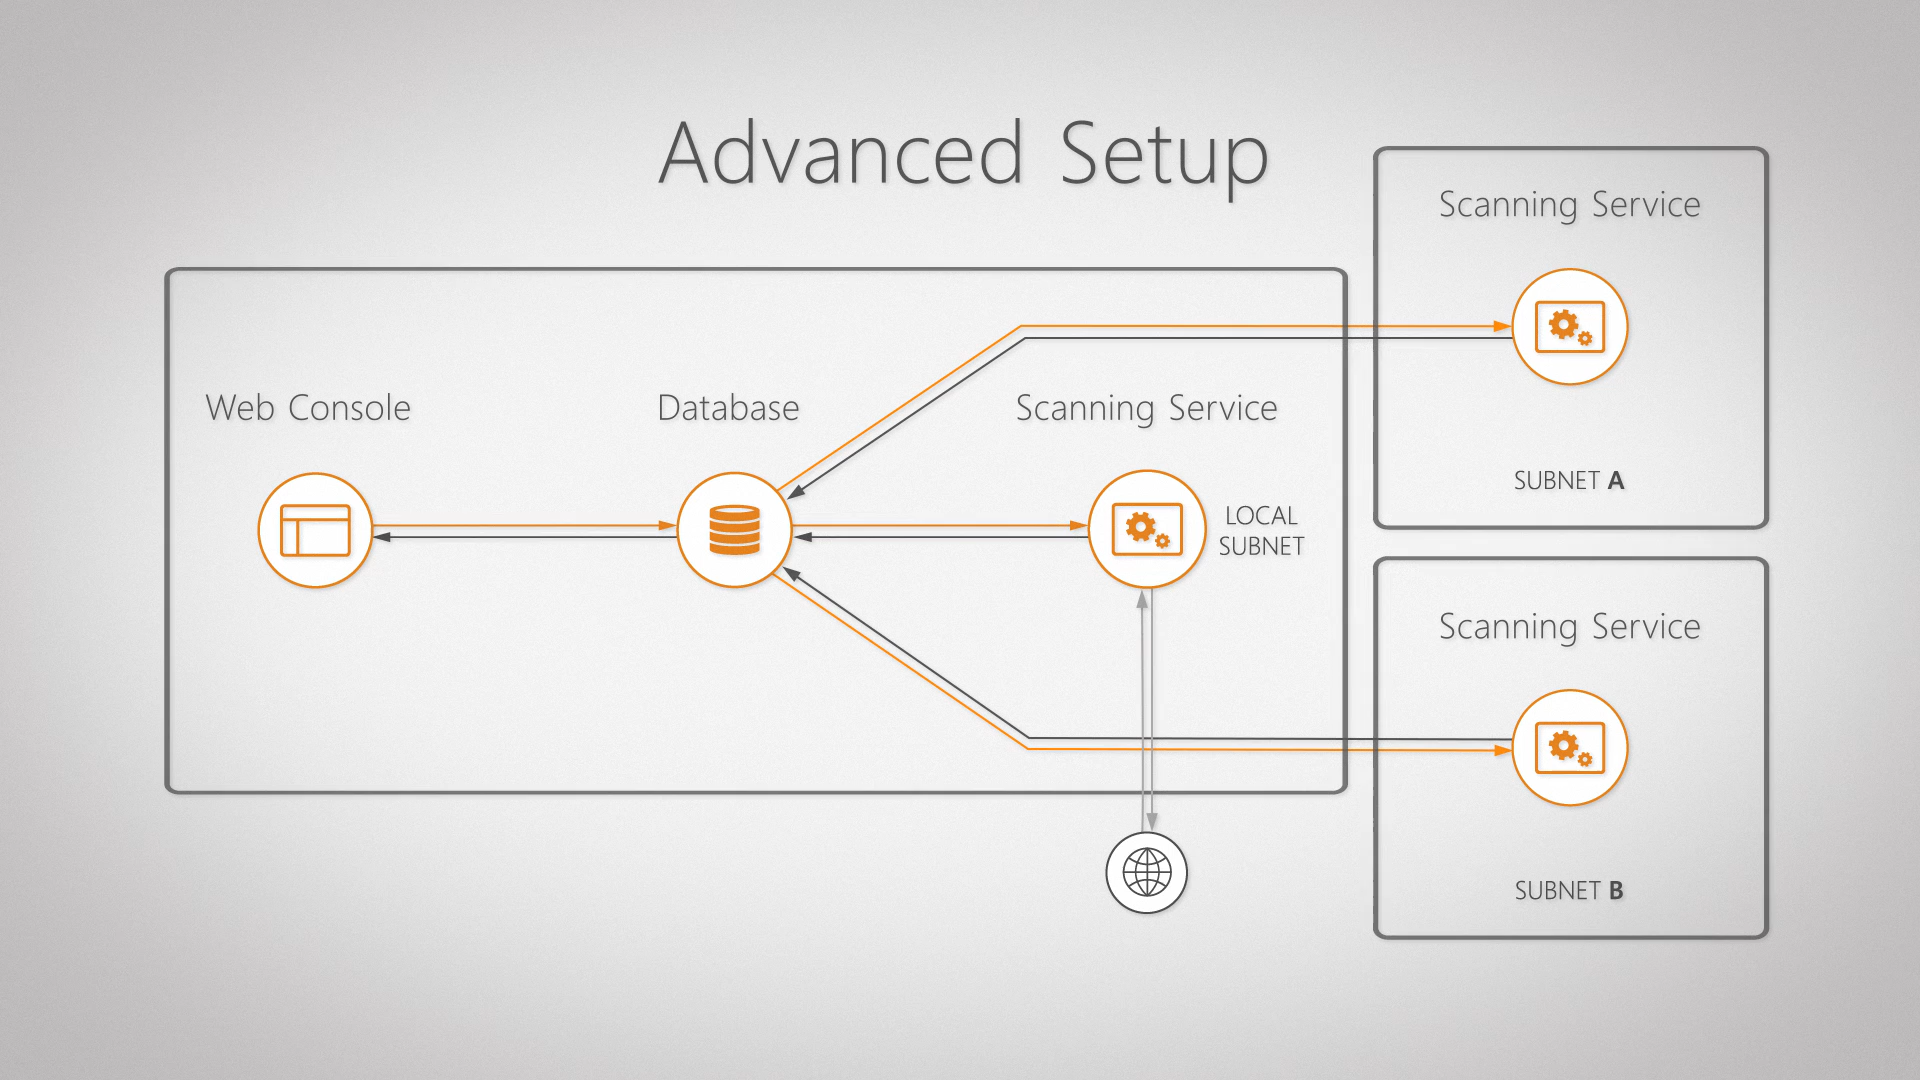 Advanced Setup
Scanning Service
SUBNET A
Web Console
Database
Scanning Service
LOCAL
SUBNET
Scanning Service
SUBNET B